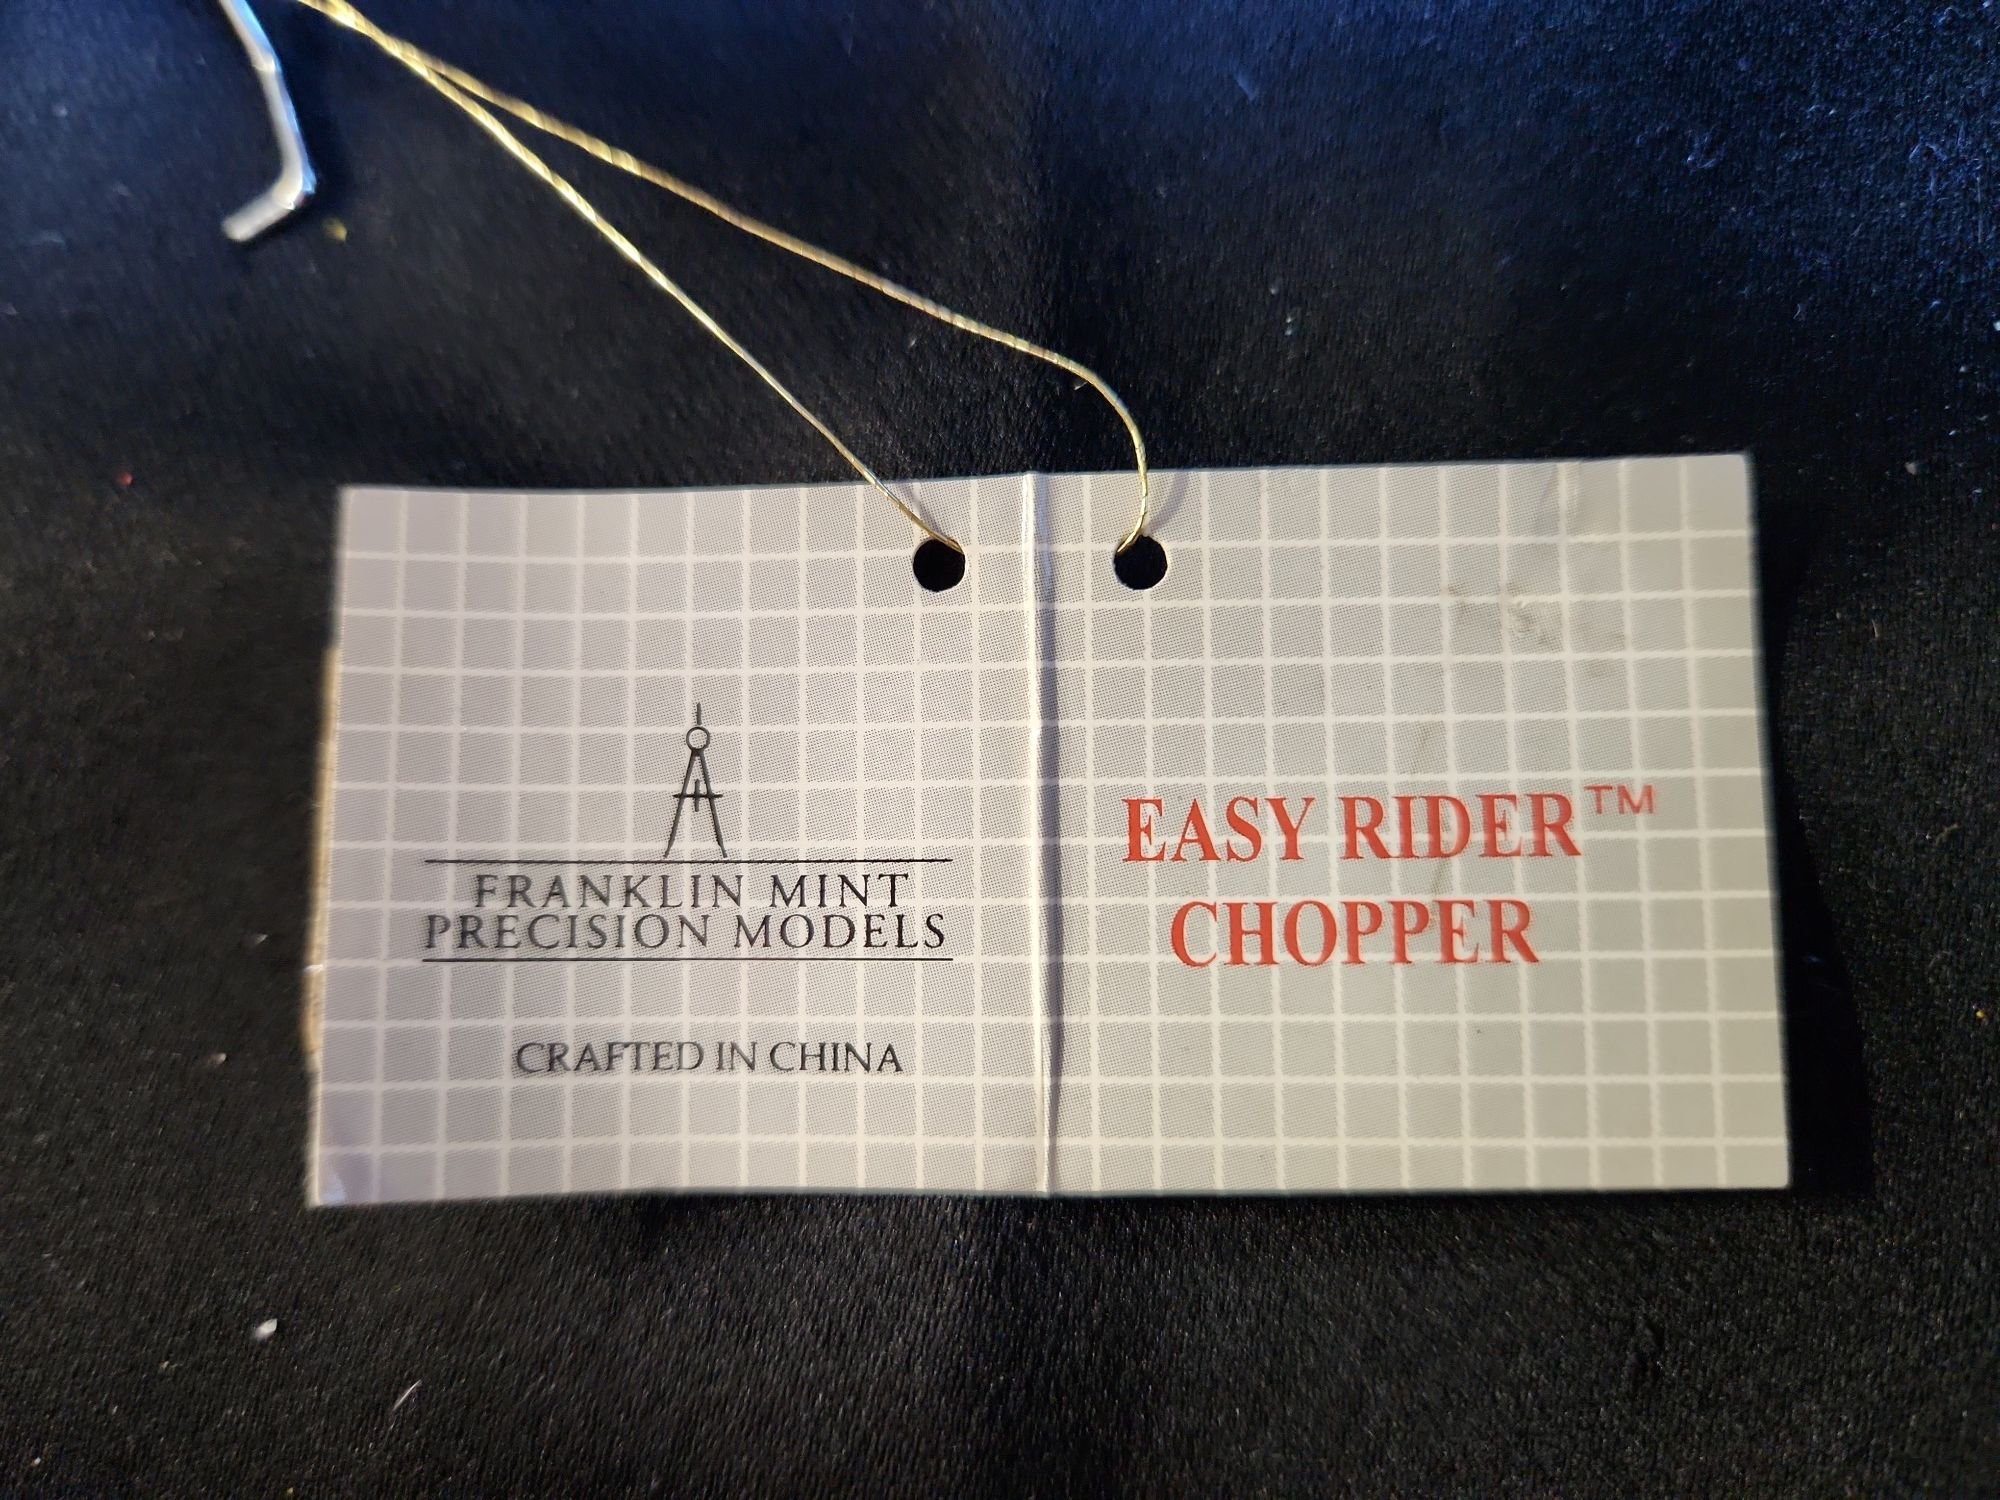 FRANKLIN MINT
PRECISION MODELS
CRAFTED IN CHINA
EASY RIDER™
CHOPPER